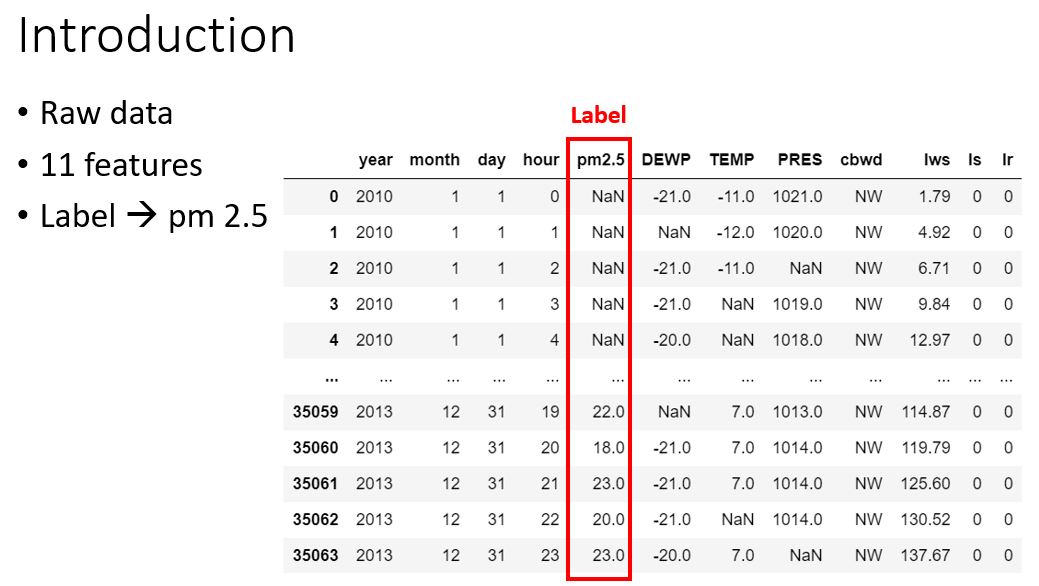 Introduction
• Raw data
• 11 features
• Label → pm 2.5
Label
year month day hour pm2.5 DEWP TEMP PRES cbwd Iws Is Ir
0 2010 1 1 0 NaN -21.0 -11.0 1021.0 NW 1.79 0 0
1 2010 1 1 1 NaN NaN -12.0 1020.0 NW 4.92 0 0
2 2010 1 1 2 NaN -21.0 -11.0 NaN NW 6.71 0 0
3 2010 1 1 3 NaN -21.0 NaN 1019.0 NW 9.84 0 0
4 2010 1 1 4 NaN -20.0 NaN 1018.0 NW 12.97 0 0
... ... ... ... ... ... ... ... ... ... ... ... ...
35059 2013 12 31 19 22.0 NaN 7.0 1013.0 NW 114.87 0 0
35060 2013 12 31 20 18.0 -21.0 7.0 1014.0 NW 119.79 0 0
35061 2013 12 31 21 23.0 -21.0 7.0 1014.0 NW 125.60 0 0
35062 2013 12 31 22 20.0 -21.0 NaN 1014.0 NW 130.52 0 0
35063 2013 12 31 23 23.0 -20.0 7.0 NaN NW 137.67 0 0